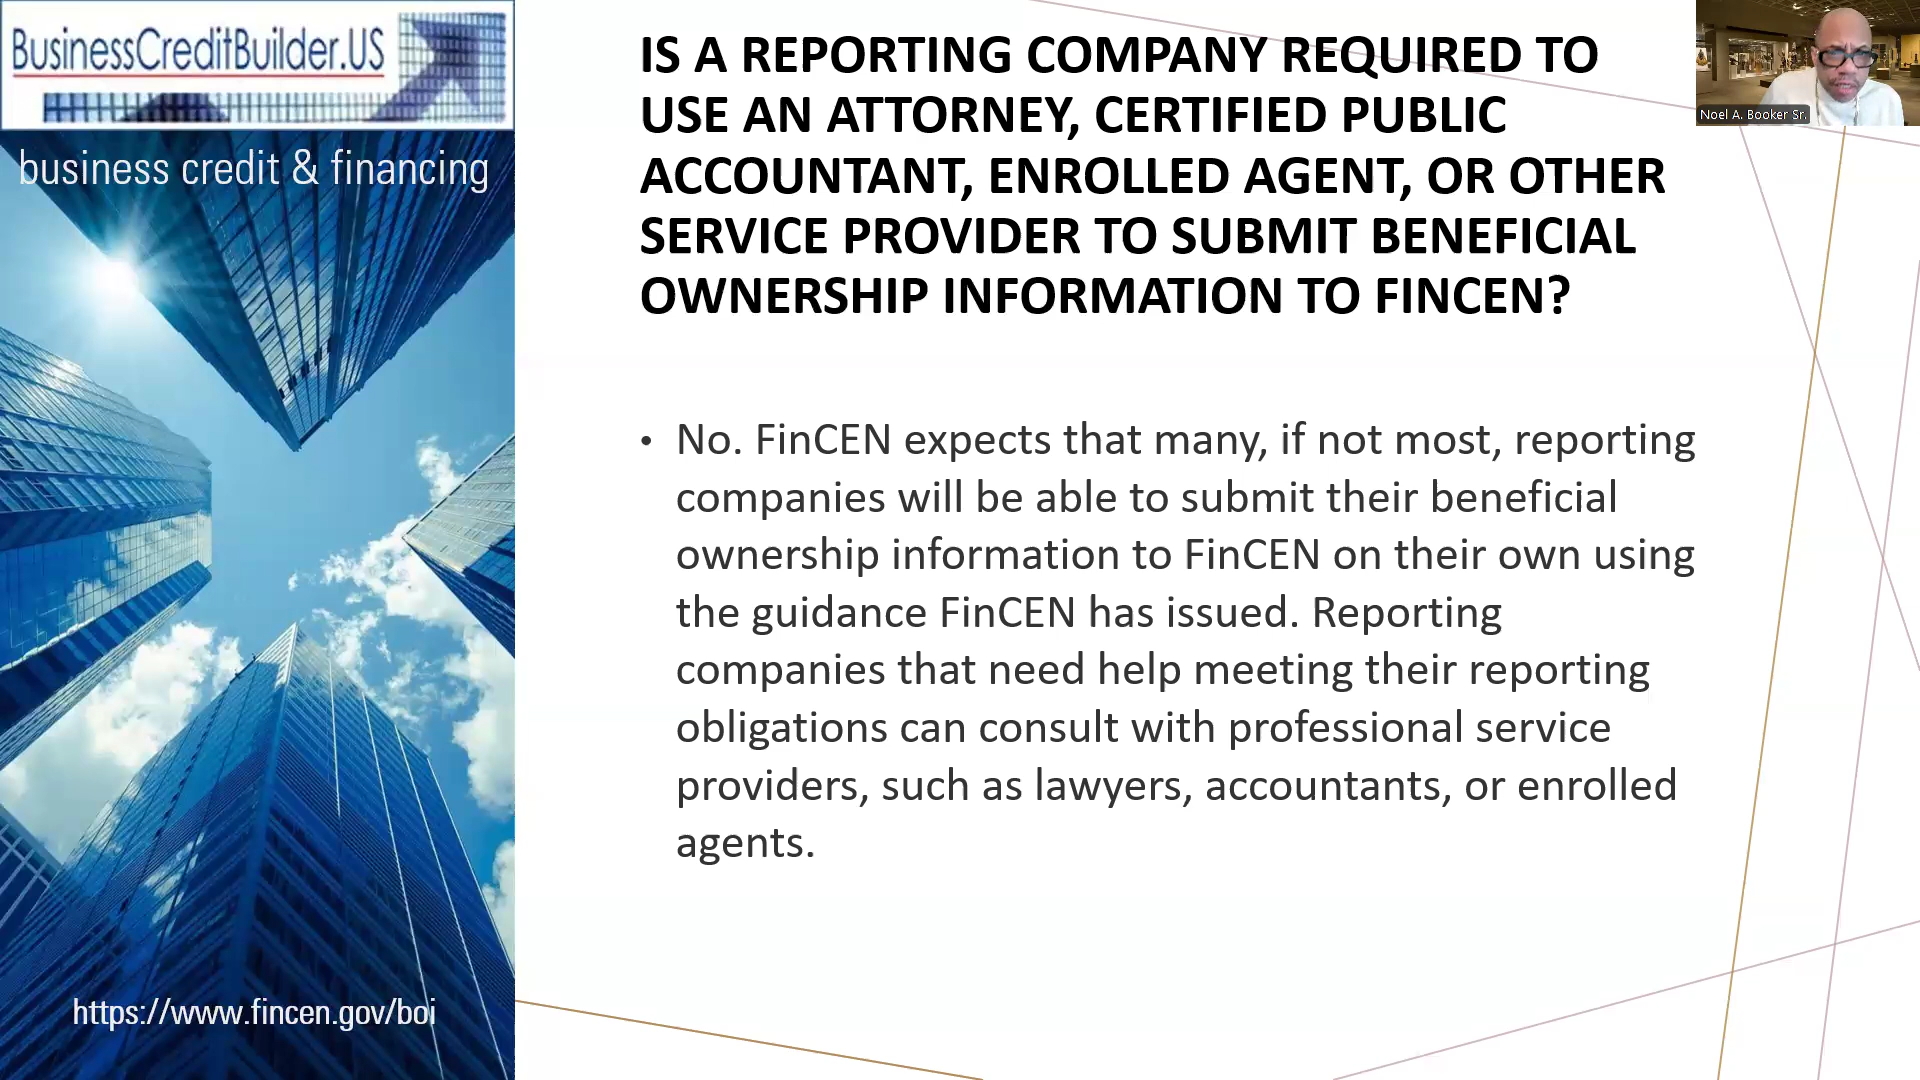 BusinessCreditBuilder.US
business credit & financing
https://www.fincen.gov/boi
IS A REPORTING COMPANY REQUIRED TO
USE AN ATTORNEY, CERTIFIED PUBLIC
ACCOUNTANT, ENROLLED AGENT, OR OTHER
SERVICE PROVIDER TO SUBMIT BENEFICIAL
OWNERSHIP INFORMATION TO FINCEN?
• No. FinCEN expects that many, if not most, reporting
companies will be able to submit their beneficial
ownership information to FinCEN on their own using
the guidance FinCEN has issued. Reporting
companies that need help meeting their reporting
obligations can consult with professional service
providers, such as lawyers, accountants, or enrolled
agents.
Noel A. Booker Sr.